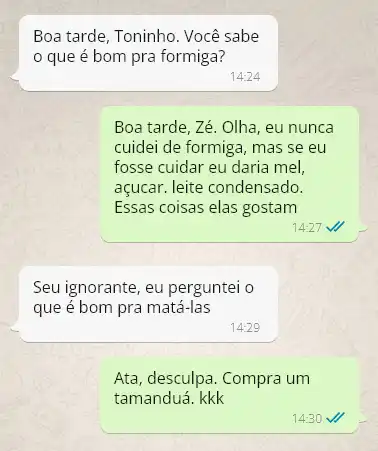 Boa tarde, Toninho. Você sabe
o que é bom pra formiga?
14:24
Boa tarde, Zé. Olha, eu nunca
cuidei de formiga, mas se eu
fosse cuidar eu daria mel,
açucar. leite condensado.
Essas coisas elas gostam
14:27
Seu ignorante, eu perguntei o
que é bom pra matá-las
14:29
Ata, desculpa. Compra um
tamanduá. kkk
14:30